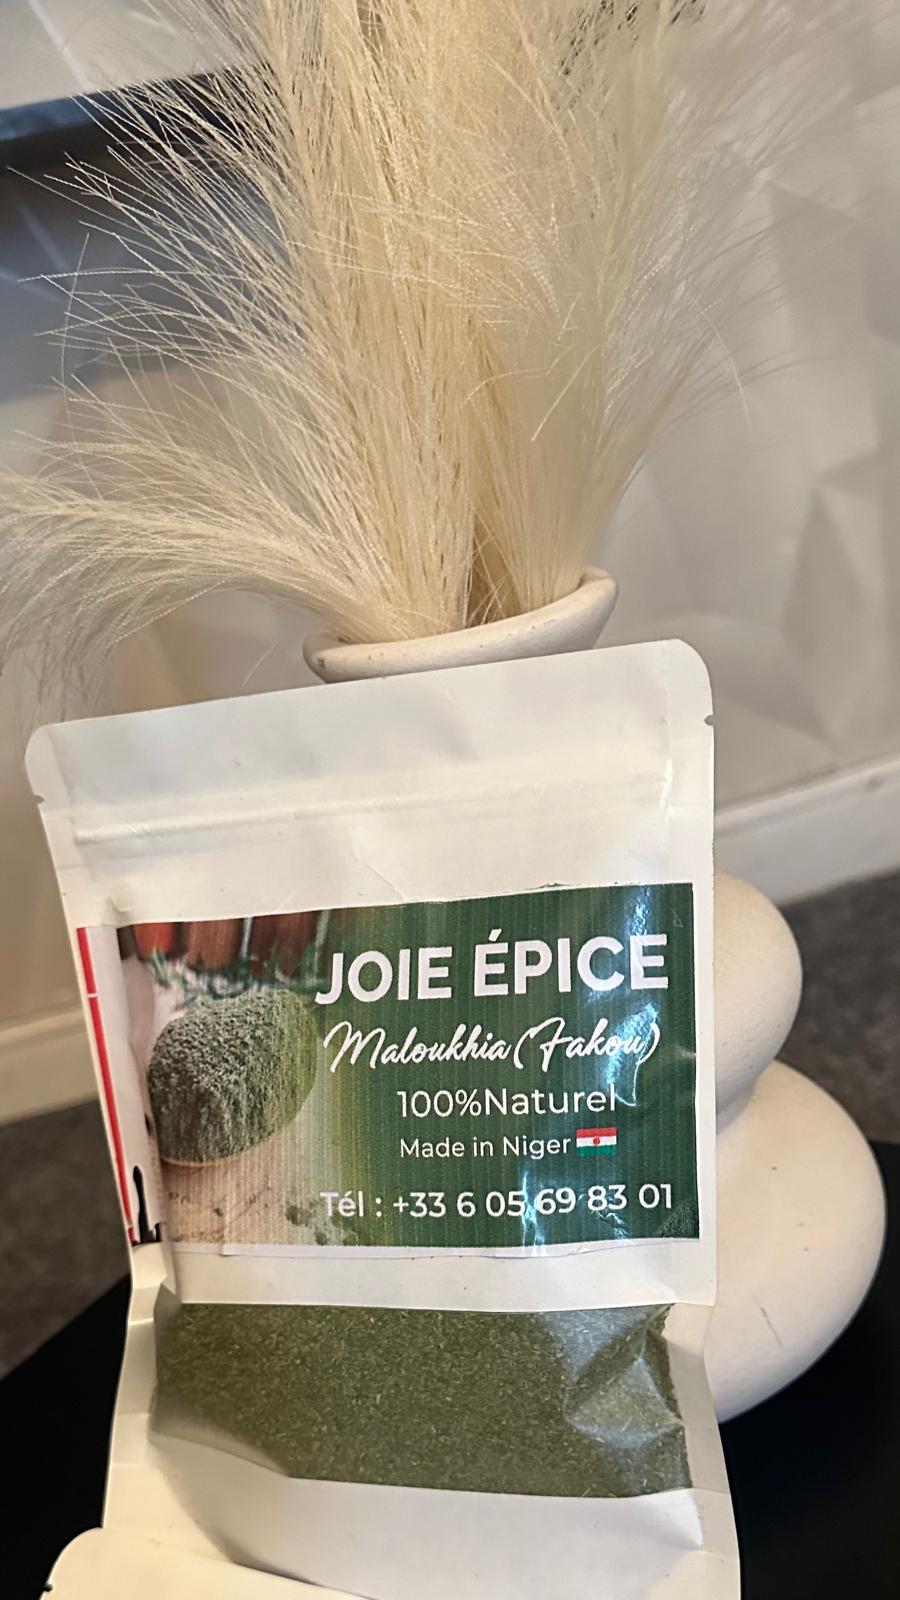 JOIE ÉPICE
Maloukhia (Fakou)
100%Naturel
Made in Niger
Tél : +33 6 05 69 83 01